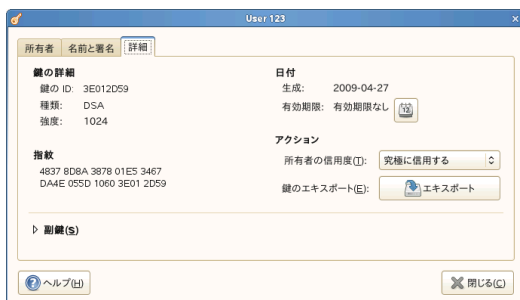 User 123
所有者 名前と署名 詳細
鍵の詳細
鍵の ID: 3E012D59
種類: DSA
強度: 1024
指紋
4837 8D8A 3878 01E5 3467
DA4E 055D 1060 3E01 2D59
日付
生成: 2009-04-27
有効期限: 有効期限なし 12
アクション
所有者の信用度(T): 究極に信用する
鍵のエキスポート(E): エキスポート
副鍵(S)
ヘルプ(H) 閉じる(C)